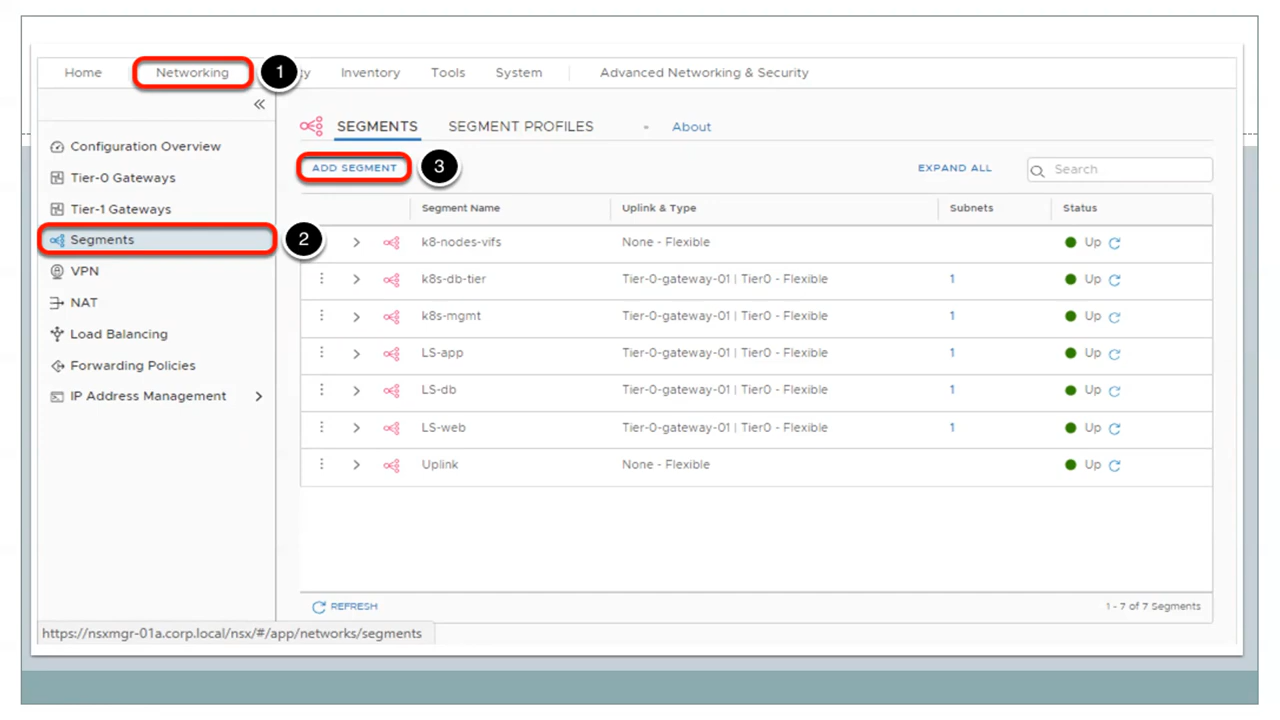 Home Networking 1 ty Inventory Tools System Advanced Networking & Security
«
SEGMENTS SEGMENT PROFILES About
Configuration Overview
ADD SEGMENT 3 EXPAND ALL Search
Tier-0 Gateways
Tier-1 Gateways
Segment Name Uplink & Type Subnets Status
Segments 2
k8-nodes-vifs None - Flexible Up
VPN
k8s-db-tier Tier-0-gateway-01 | Tier0 - Flexible 1 Up
NAT
k8s-mgmt Tier-0-gateway-01 | Tier0 - Flexible 1 Up
Load Balancing
LS-app Tier-0-gateway-01 | Tier0 - Flexible 1 Up
Forwarding Policies
LS-db Tier-0-gateway-01 | Tier0 - Flexible 1 Up
IP Address Management
LS-web Tier-0-gateway-01 | Tier0 - Flexible 1 Up
Uplink None - Flexible Up
REFRESH 1 - 7 of 7 Segments
https://nsxmgr-01a.corp.local/nsx/#/app/networks/segments